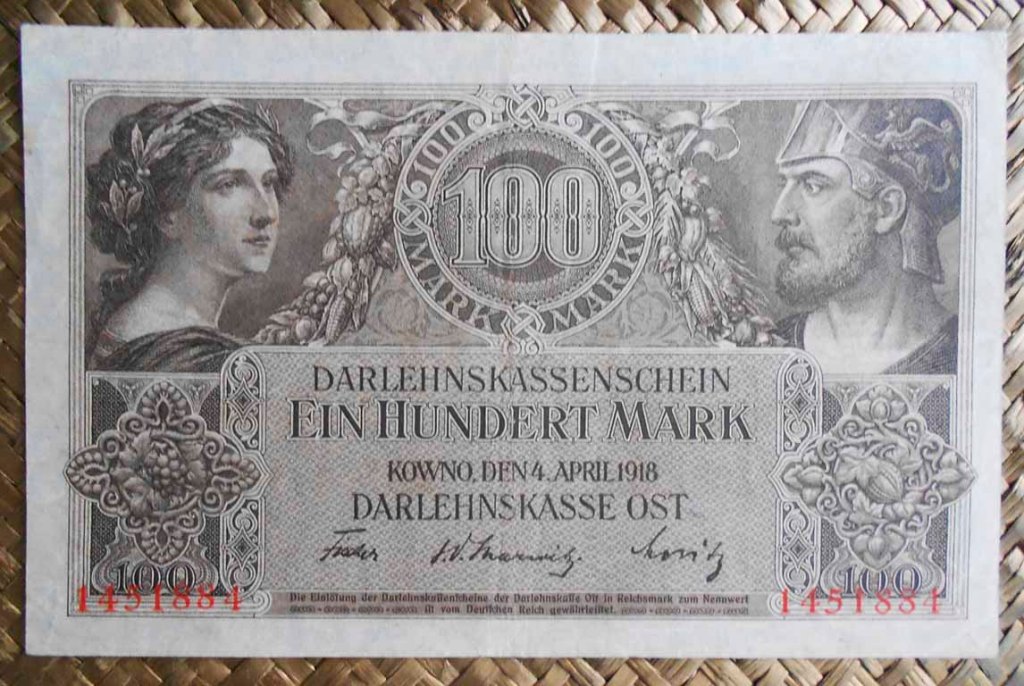 100 100
100
MARK MARK
DARLEHNSKASSENSCHEIN
EIN HUNDERT MARK
KOWNO, DEN 4. APRIL 1918
DARLEHNSKASSE OST
100 100
1451884 1451884
Die Einlösung der Darlehnskassenscheine der Darlehnskasse Ost in Reichsmark zum Nennwert
ist vom Deutschen Reich gewährleistet.